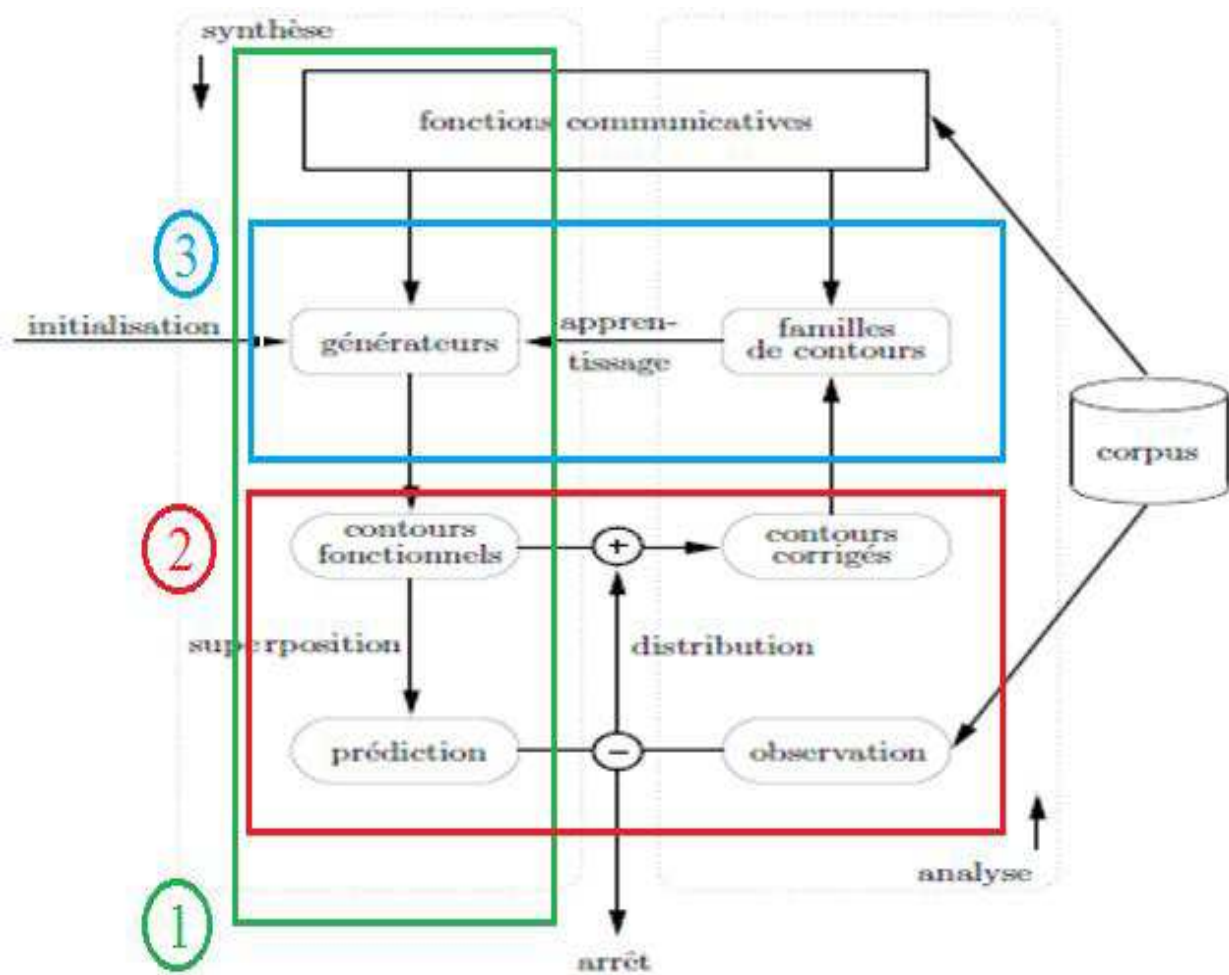 synthèse
fonctions communicatives
3
initialisation
générateurs
appren-
tissage
familles
de contours
corpus
2
contours
fonctionnels
+
contours
corrigés
superposition
distribution
prédiction
−
observation
analyse
1
arrêt